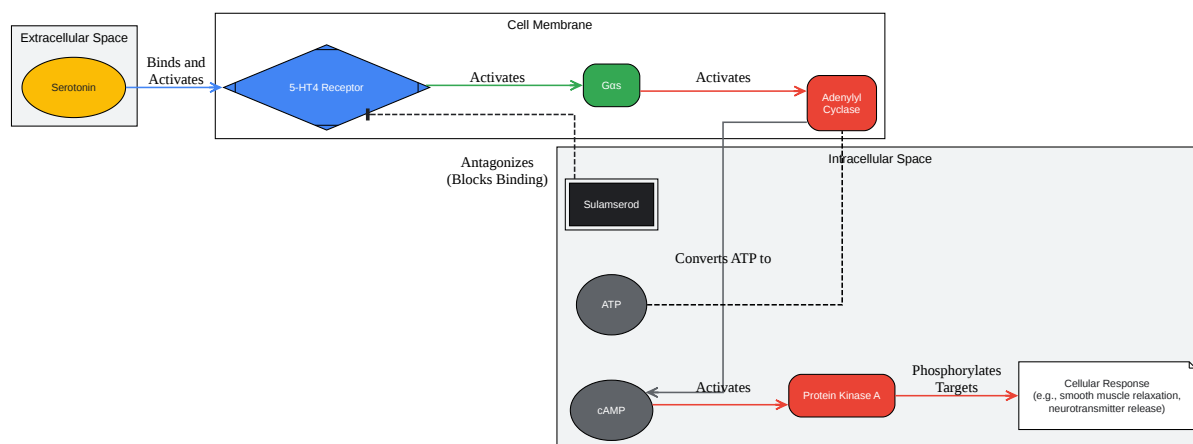 Extracellular Space
Serotonin
Binds and
Activates
Cell Membrane
5-HT4 Receptor
Activates
Gαs
Activates
Adenylyl
Cyclase
Antagonizes
(Blocks Binding)
Intracellular Space
Sulamserod
Converts ATP to
ATP
cAMP
Activates
Protein Kinase A
Phosphorylates
Targets
Cellular Response
(e.g., smooth muscle relaxation,
neurotransmitter release)